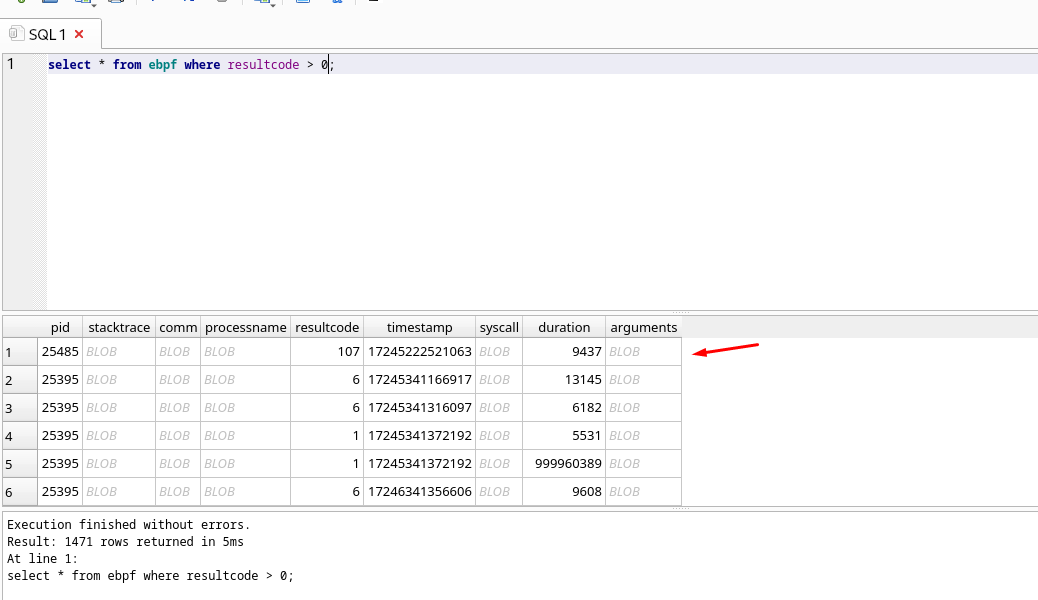 SQL 1
1
select * from ebpf where resultcode > 0;
pid stacktrace comm processname resultcode timestamp syscall duration arguments
1 25485 BLOB BLOB BLOB 107 17245222521063 BLOB 9437 BLOB
2 25395 BLOB BLOB BLOB 6 17245341166917 BLOB 13145 BLOB
3 25395 BLOB BLOB BLOB 6 17245341316097 BLOB 6182 BLOB
4 25395 BLOB BLOB BLOB 1 17245341372192 BLOB 5531 BLOB
5 25395 BLOB BLOB BLOB 1 17245341372192 BLOB 999960389 BLOB
6 25395 BLOB BLOB BLOB 6 17246341356606 BLOB 9608 BLOB
Execution finished without errors.
Result: 1471 rows returned in 5ms
At line 1:
select * from ebpf where resultcode > 0;